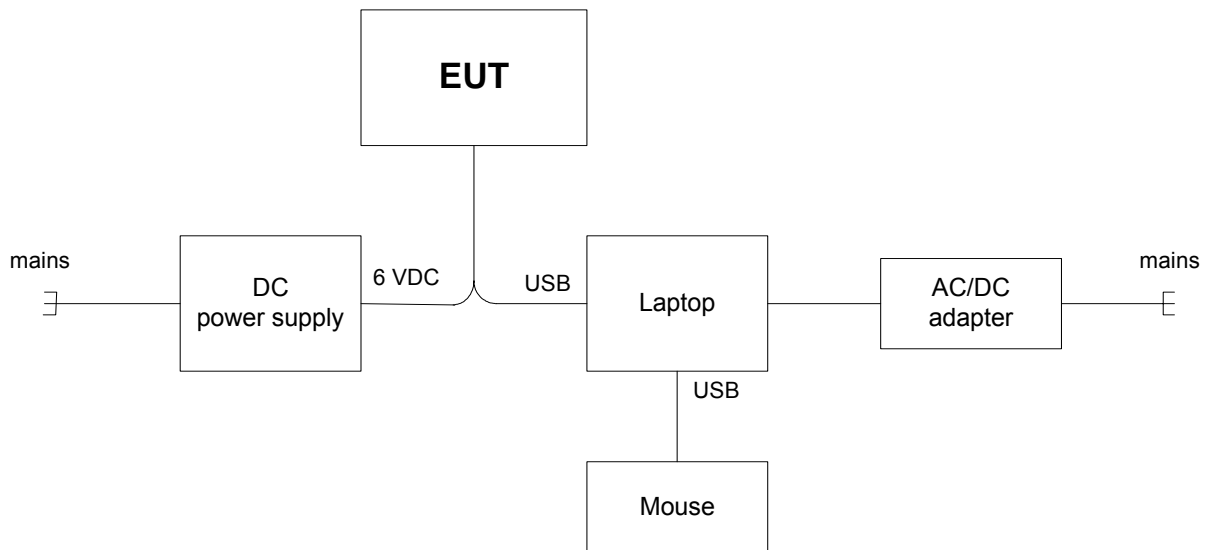 EUT
mains
DC
power supply
6 VDC
USB
Laptop
AC/DC
adapter
mains
USB
Mouse